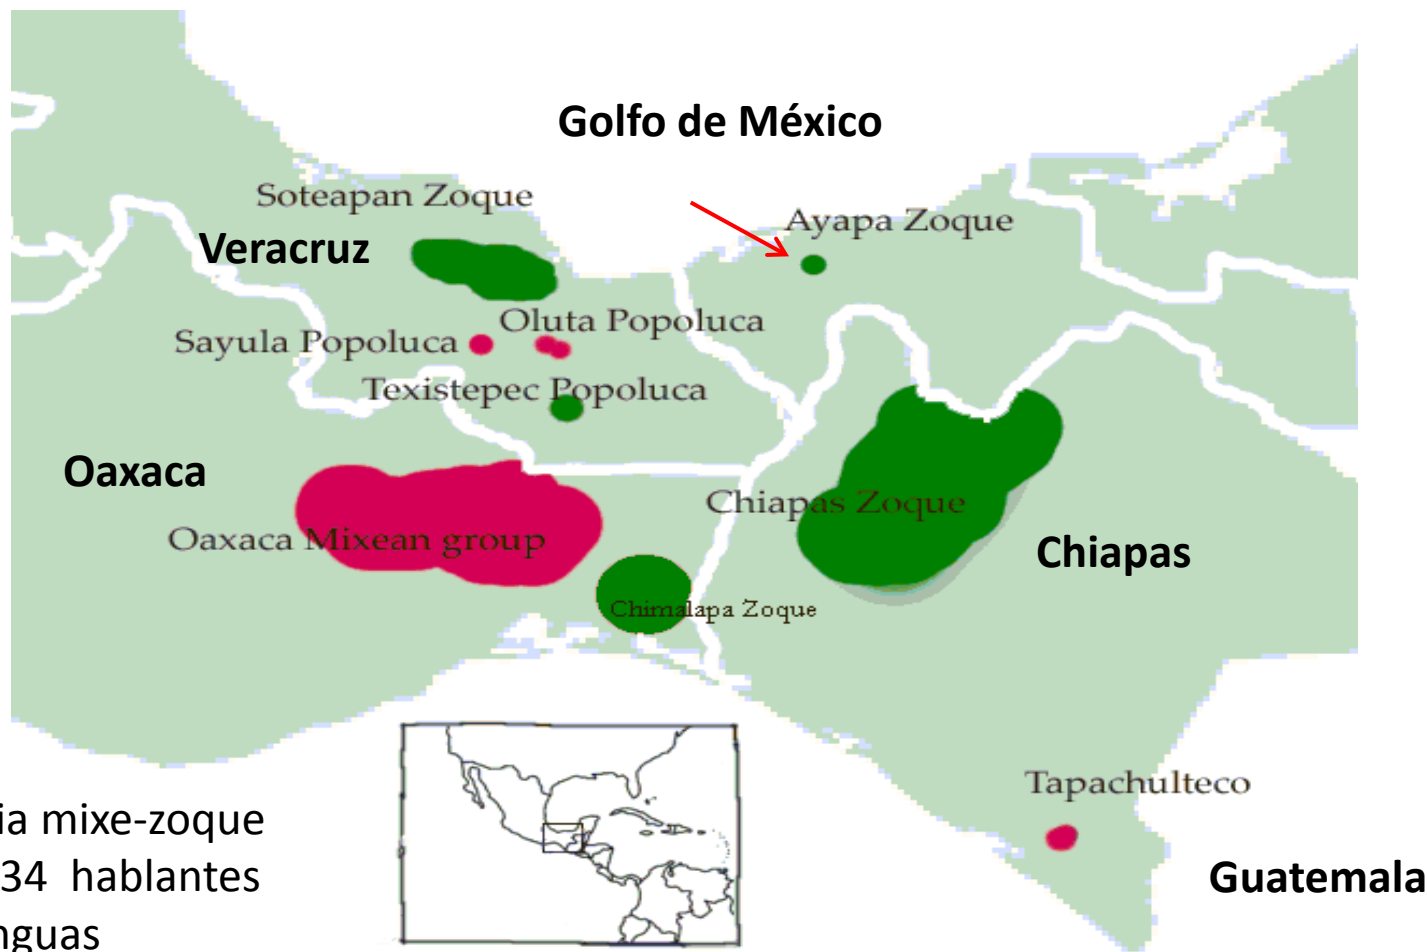 Golfo de México
Soteapan Zoque
Ayapa Zoque
Veracruz
Oluta Popoluca
Sayula Popoluca
Texistepec Popoluca
Oaxaca
Chiapas Zoque
Oaxaca Mixean group
Chiapas
Chimalapa Zoque
Tapachulteco
ia mixe-zoque
34 hablantes
nguas
Guatemala